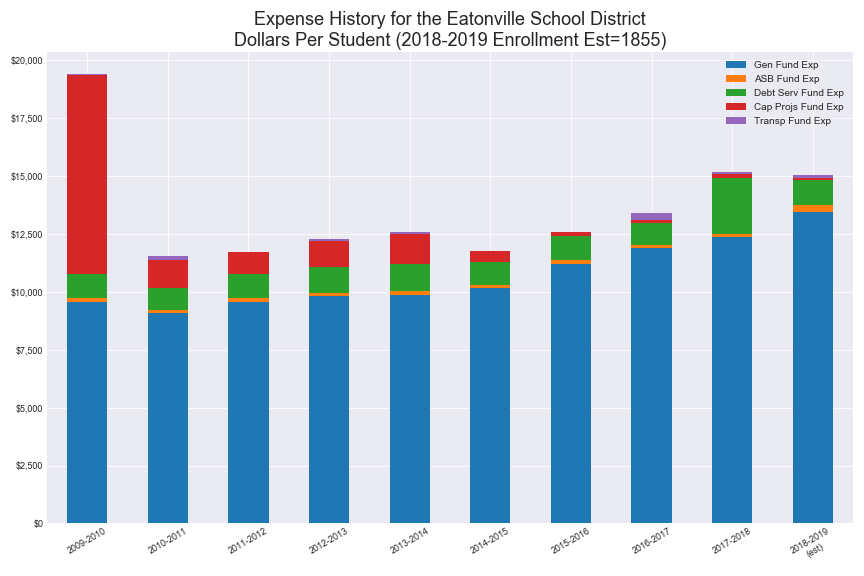 Expense History for the Eatonville School District
Dollars Per Student (2018-2019 Enrollment Est=1855)
Gen Fund Exp
ASB Fund Exp
Debt Serv Fund Exp
Cap Projs Fund Exp
Transp Fund Exp
$20,000
$17,500
$15,000
$12,500
$10,000
$7,500
$5,000
$2,500
$0
2009-2010
2010-2011
2011-2012
2012-2013
2013-2014
2014-2015
2015-2016
2016-2017
2017-2018
2018-2019
(est)